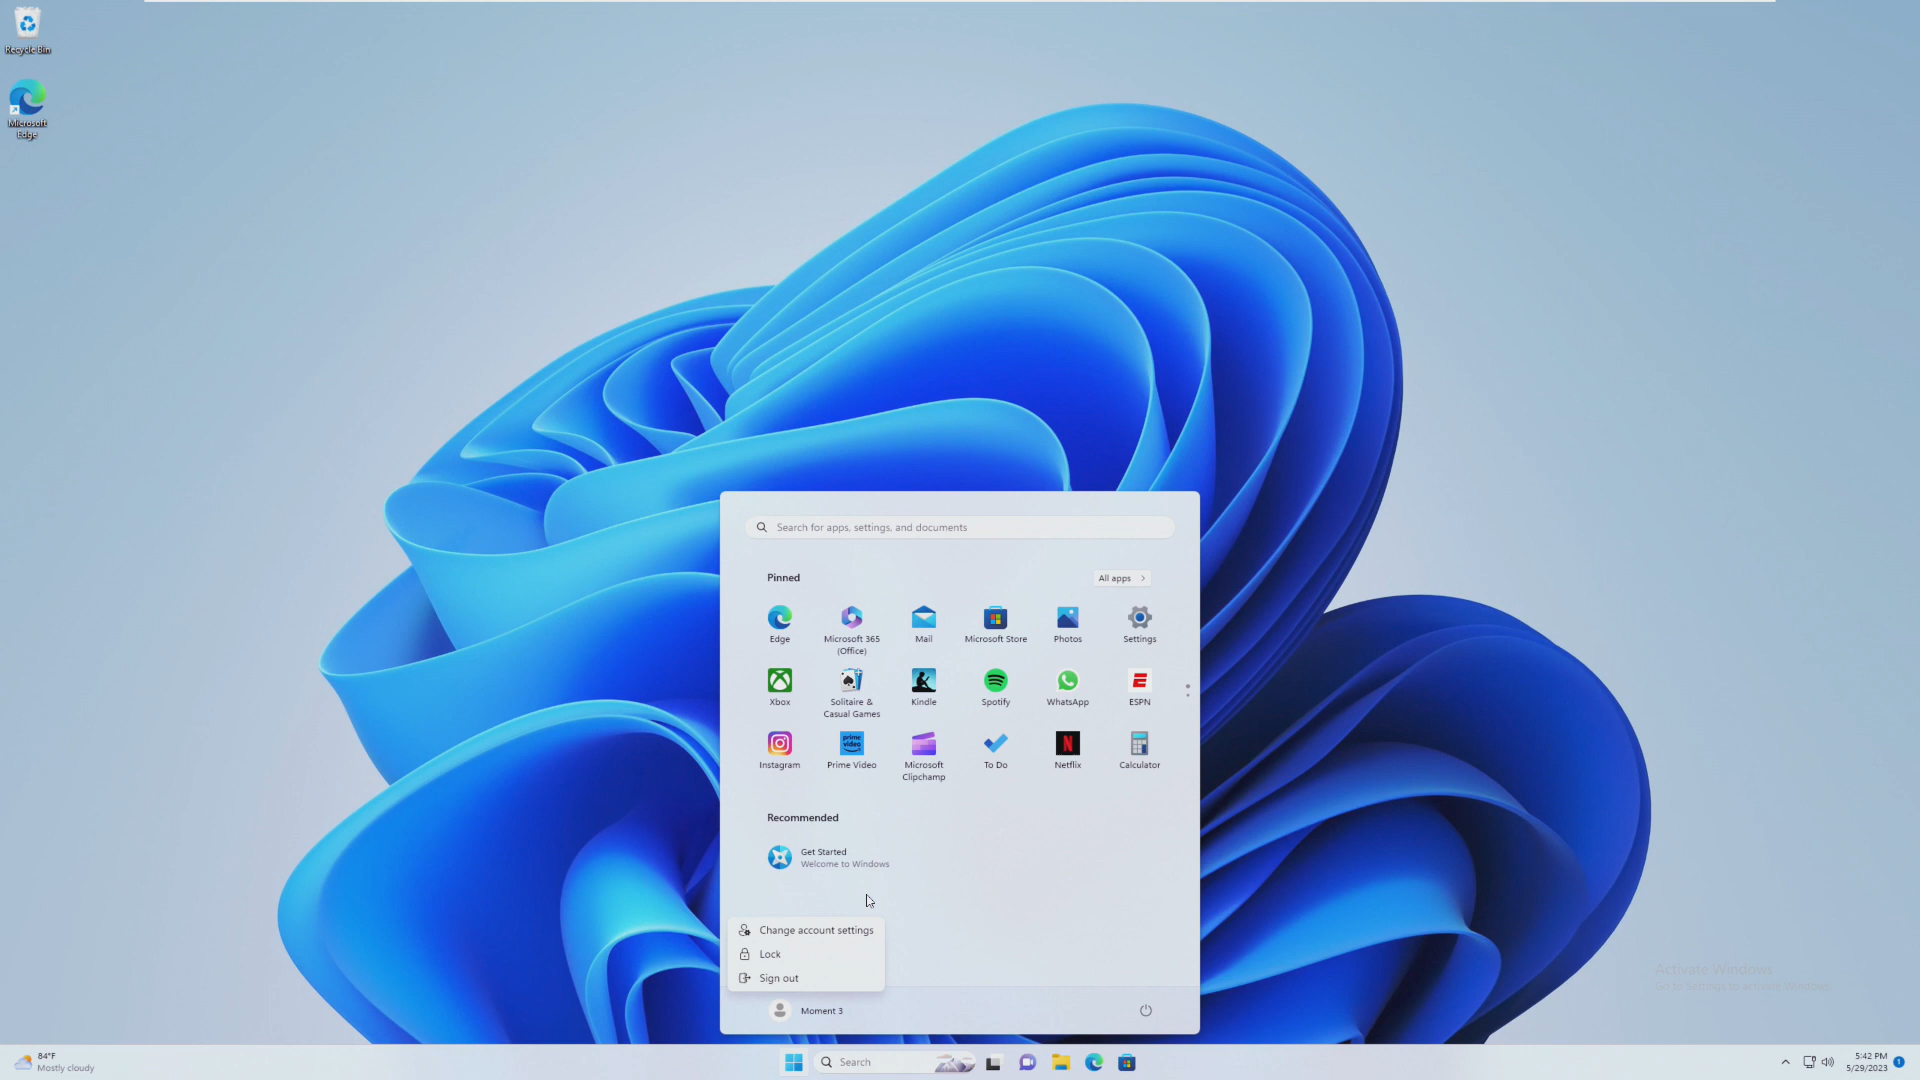 Recycle Bin
Microsoft
Edge
Search for apps, settings, and documents
Pinned
All apps
Edge
Microsoft 365
(Office)
Mail
Microsoft Store
Photos
Settings
Xbox
Solitaire &
Casual Games
Kindle
Spotify
WhatsApp
ESPN
Instagram
prime
video
Prime Video
Microsoft
Clipchamp
To Do
Netflix
Calculator
Recommended
Get Started
Welcome to Windows
Change account settings
Lock
Sign out
Moment 3
Activate Windows
Go to Settings to activate Windows.
84°F
Mostly cloudy
Search
5:42 PM
5/29/2023
1